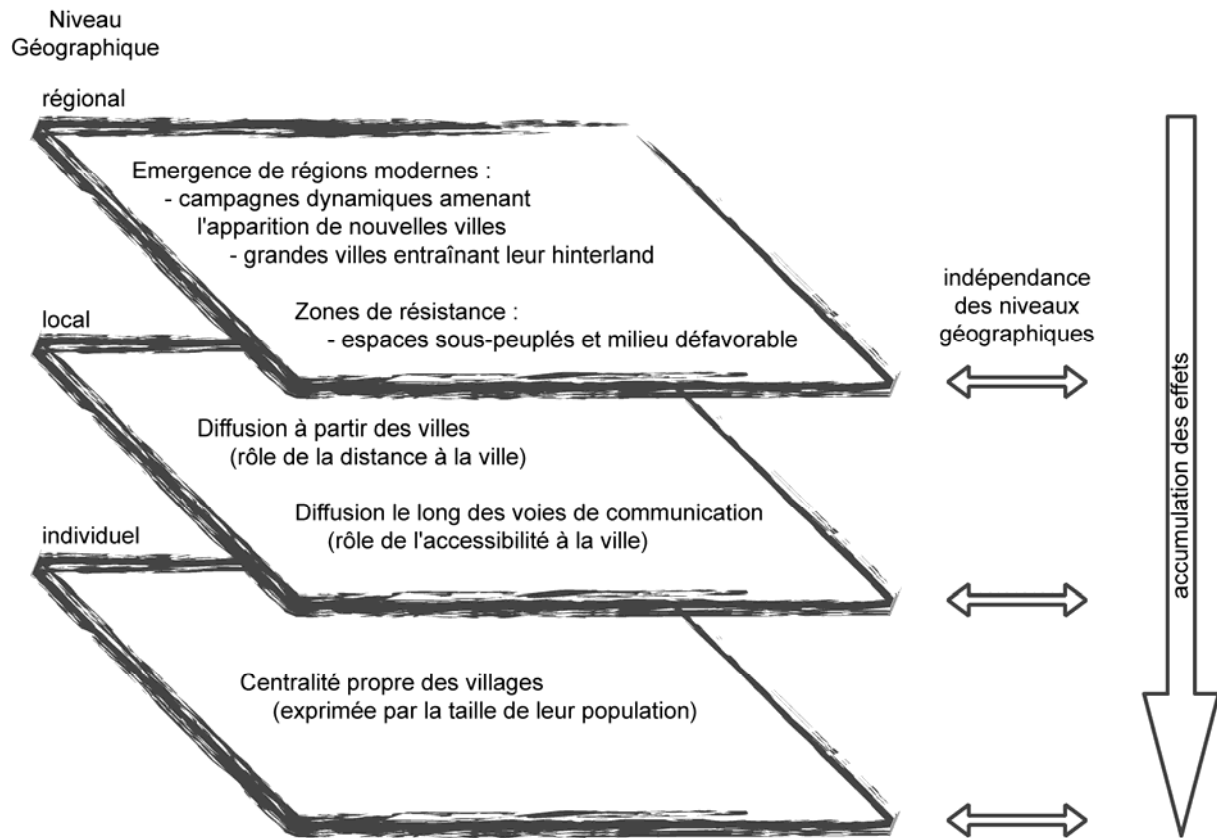 Niveau
Géographique
régional
Emergence de régions modernes :
- campagnes dynamiques amenant
l'apparition de nouvelles villes
- grandes villes entraînant leur hinterland
Zones de résistance :
- espaces sous-peuplés et milieu défavorable
local
Diffusion à partir des villes
(rôle de la distance à la ville)
Diffusion le long des voies de communication
(rôle de l'accessibilité à la ville)
individuel
Centralité propre des villages
(exprimée par la taille de leur population)
indépendance
des niveaux
géographiques
accumulation des effets